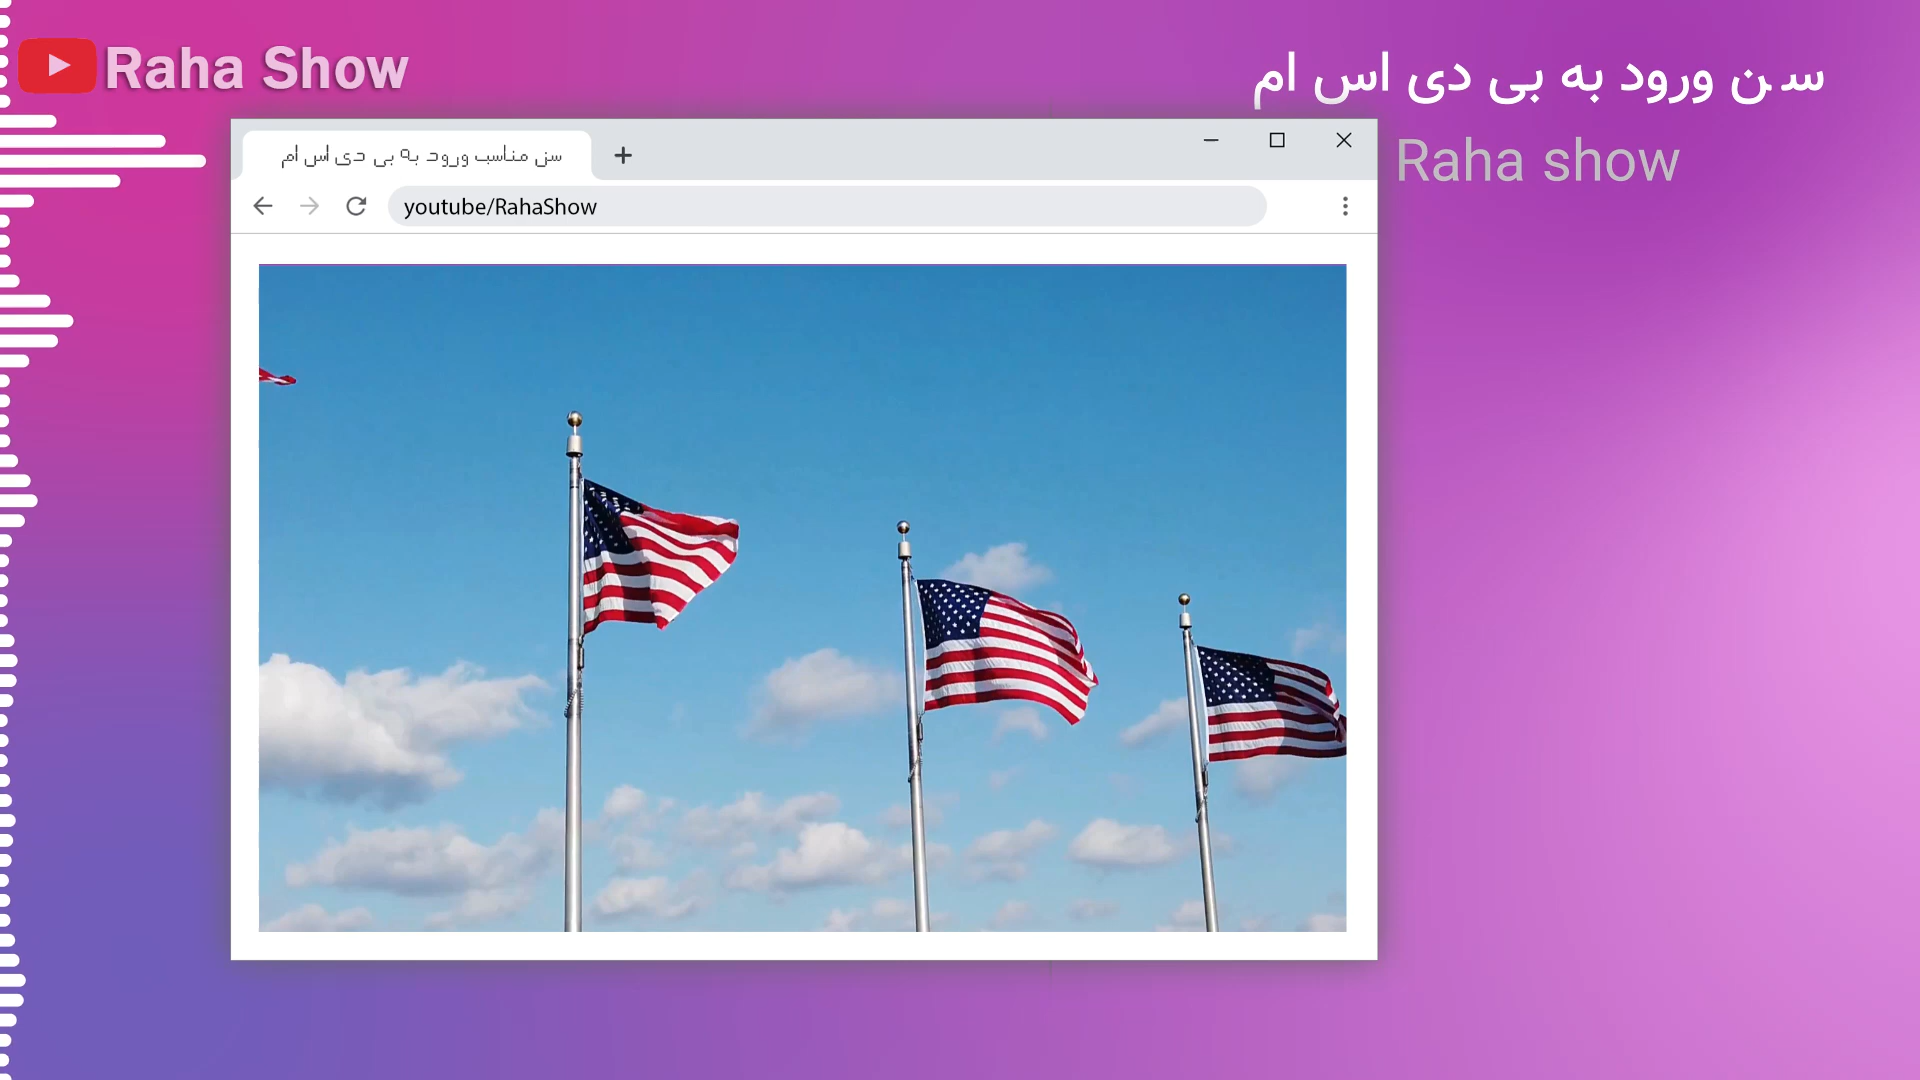 Raha Show
سن ورود به بی دی اس ام
Raha show
سن مناسب ورود به بی دی اس ام
youtube/RahaShow